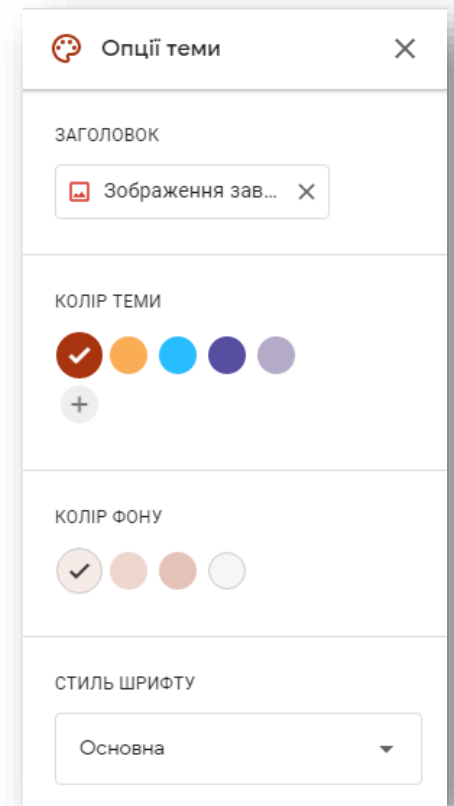 Опції теми
ЗАГОЛОВОК
Зображення зав...
КОЛІР ТЕМИ
КОЛІР ФОНУ
СТИЛЬ ШРИФТУ
Основна